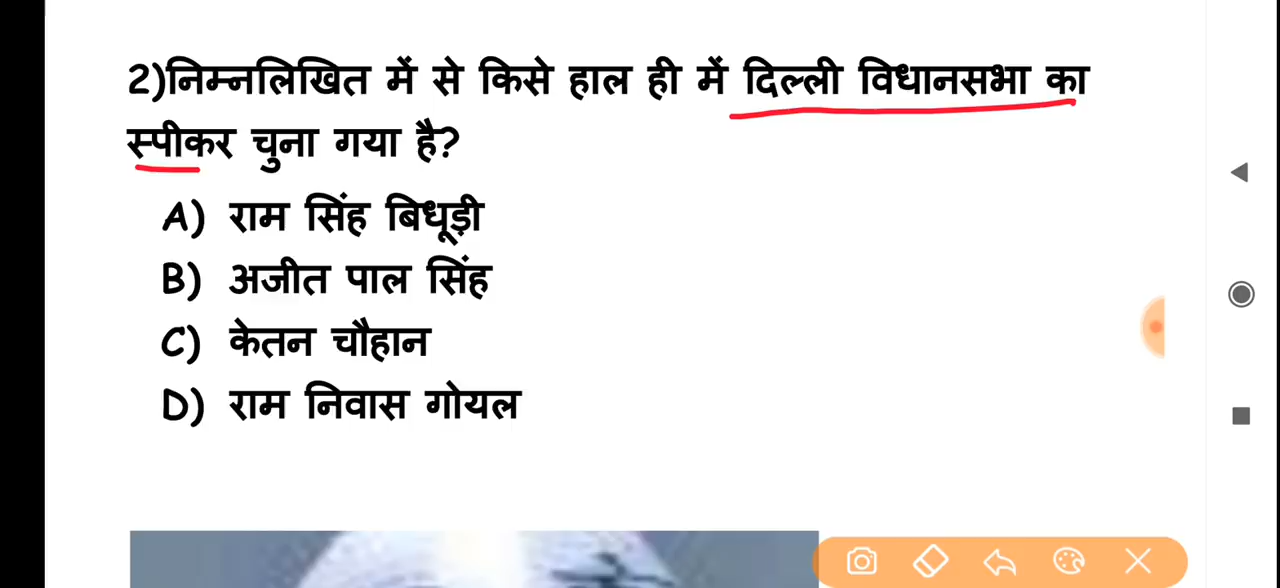 2)निम्नलिखित में से किसे हाल ही में दिल्ली विधानसभा का
स्पीकर चुना गया है?
A) राम सिंह बिधूड़ी
B) अजीत पाल सिंह
C) केतन चौहान
D) राम निवास गोयल